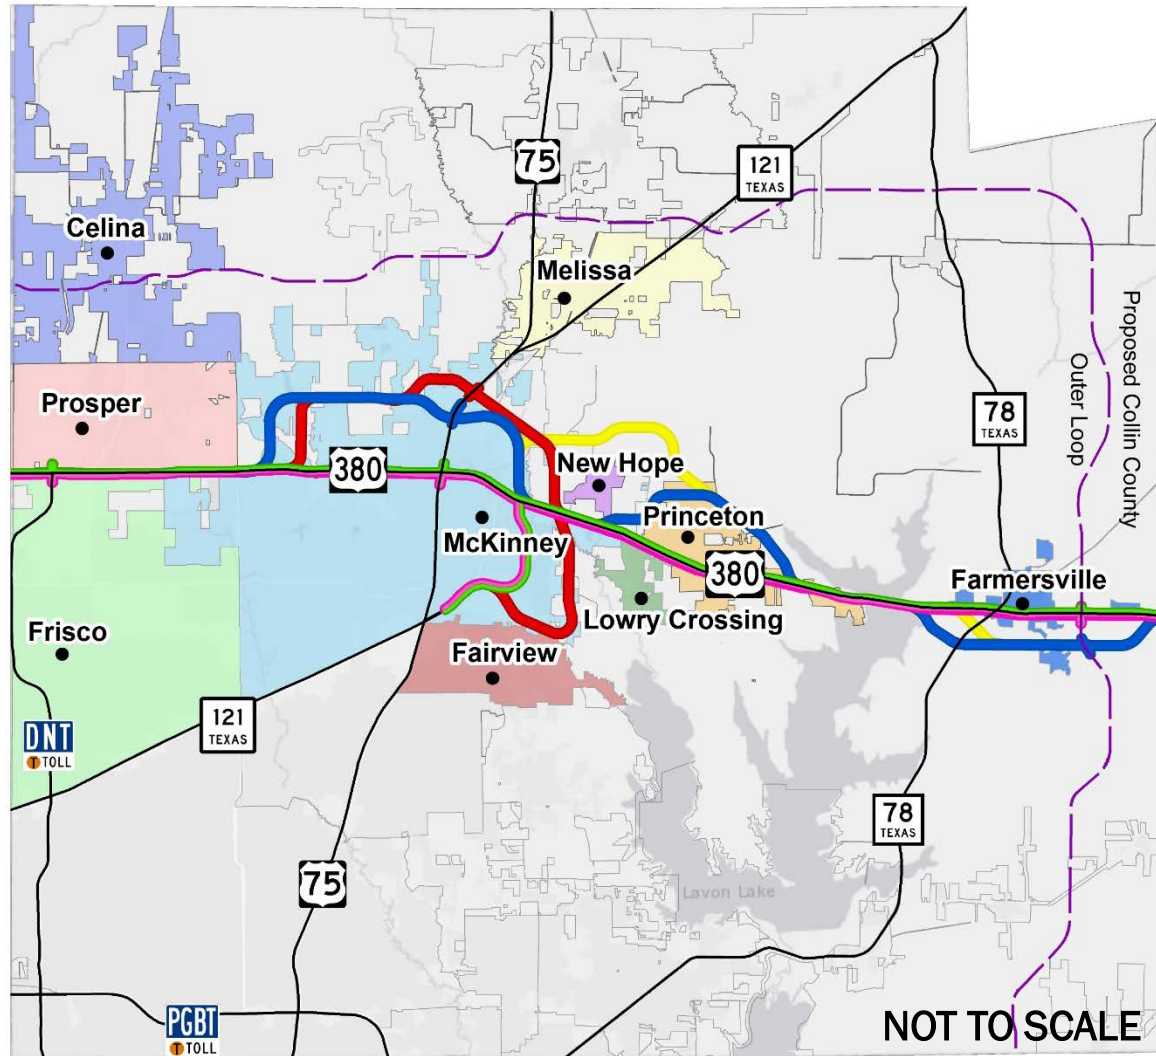 75
121
TEXAS
Celina
Melissa
Proposed Collin County
Outer Loop
Prosper
78
TEXAS
380
New Hope
Princeton
McKinney
380
Farmersville
Lowry Crossing
Frisco
Fairview
121
TEXAS
DNT
T TOLL
78
TEXAS
75
Lavon Lake
PGBT
T TOLL
NOT TO SCALE